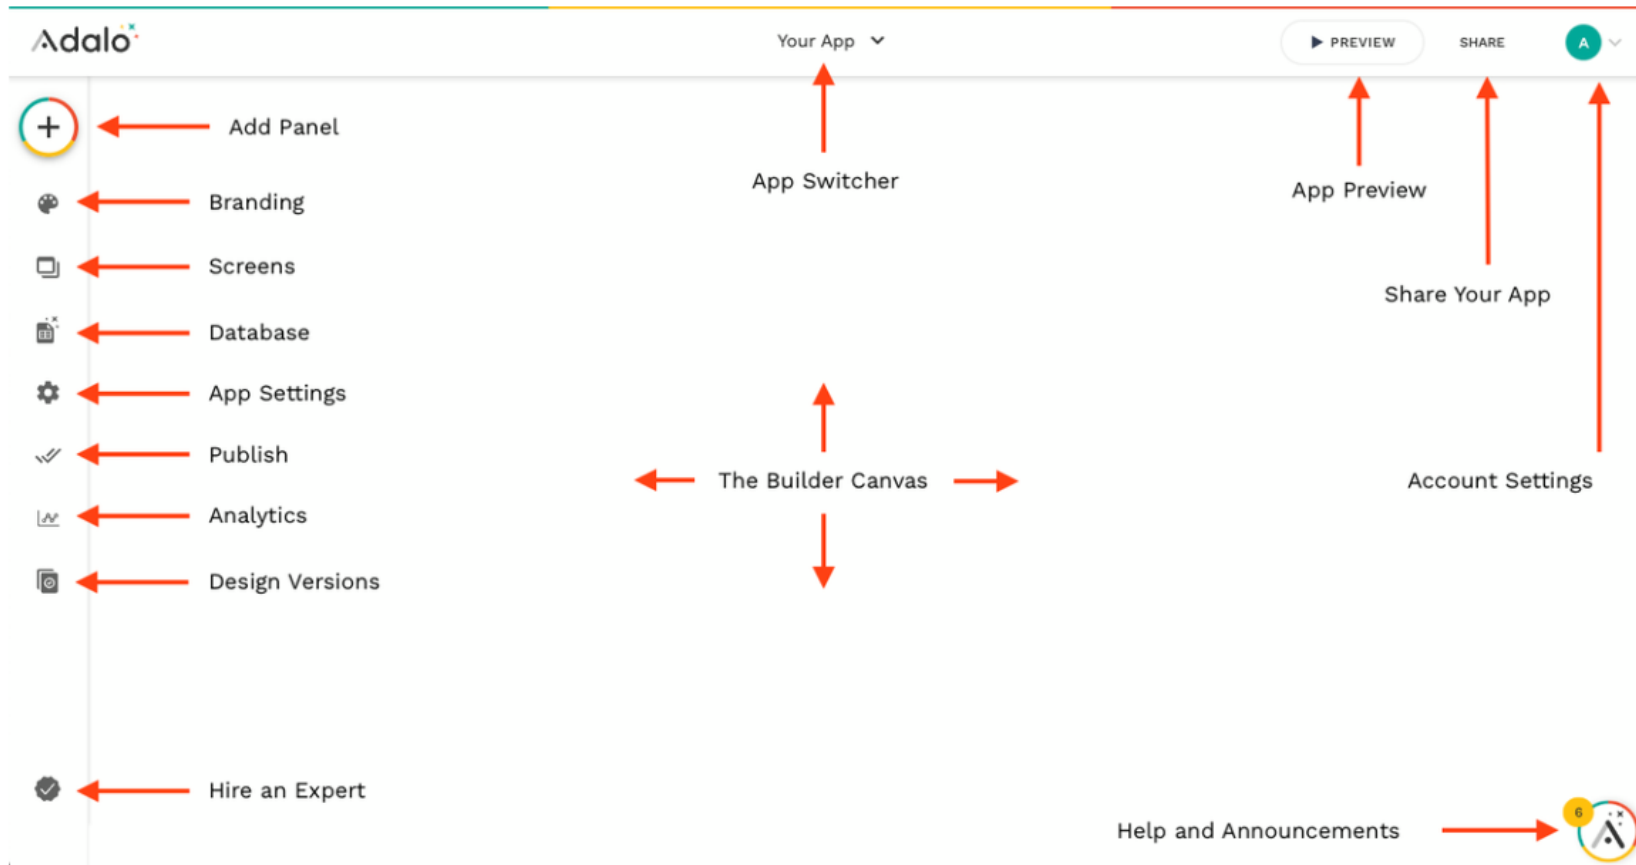 Adalo
Your App
PREVIEW
SHARE
A
Add Panel
App Switcher
App Preview
Branding
Screens
Share Your App
Database
App Settings
Publish
The Builder Canvas
Account Settings
Analytics
Design Versions
Hire an Expert
6
Help and Announcements